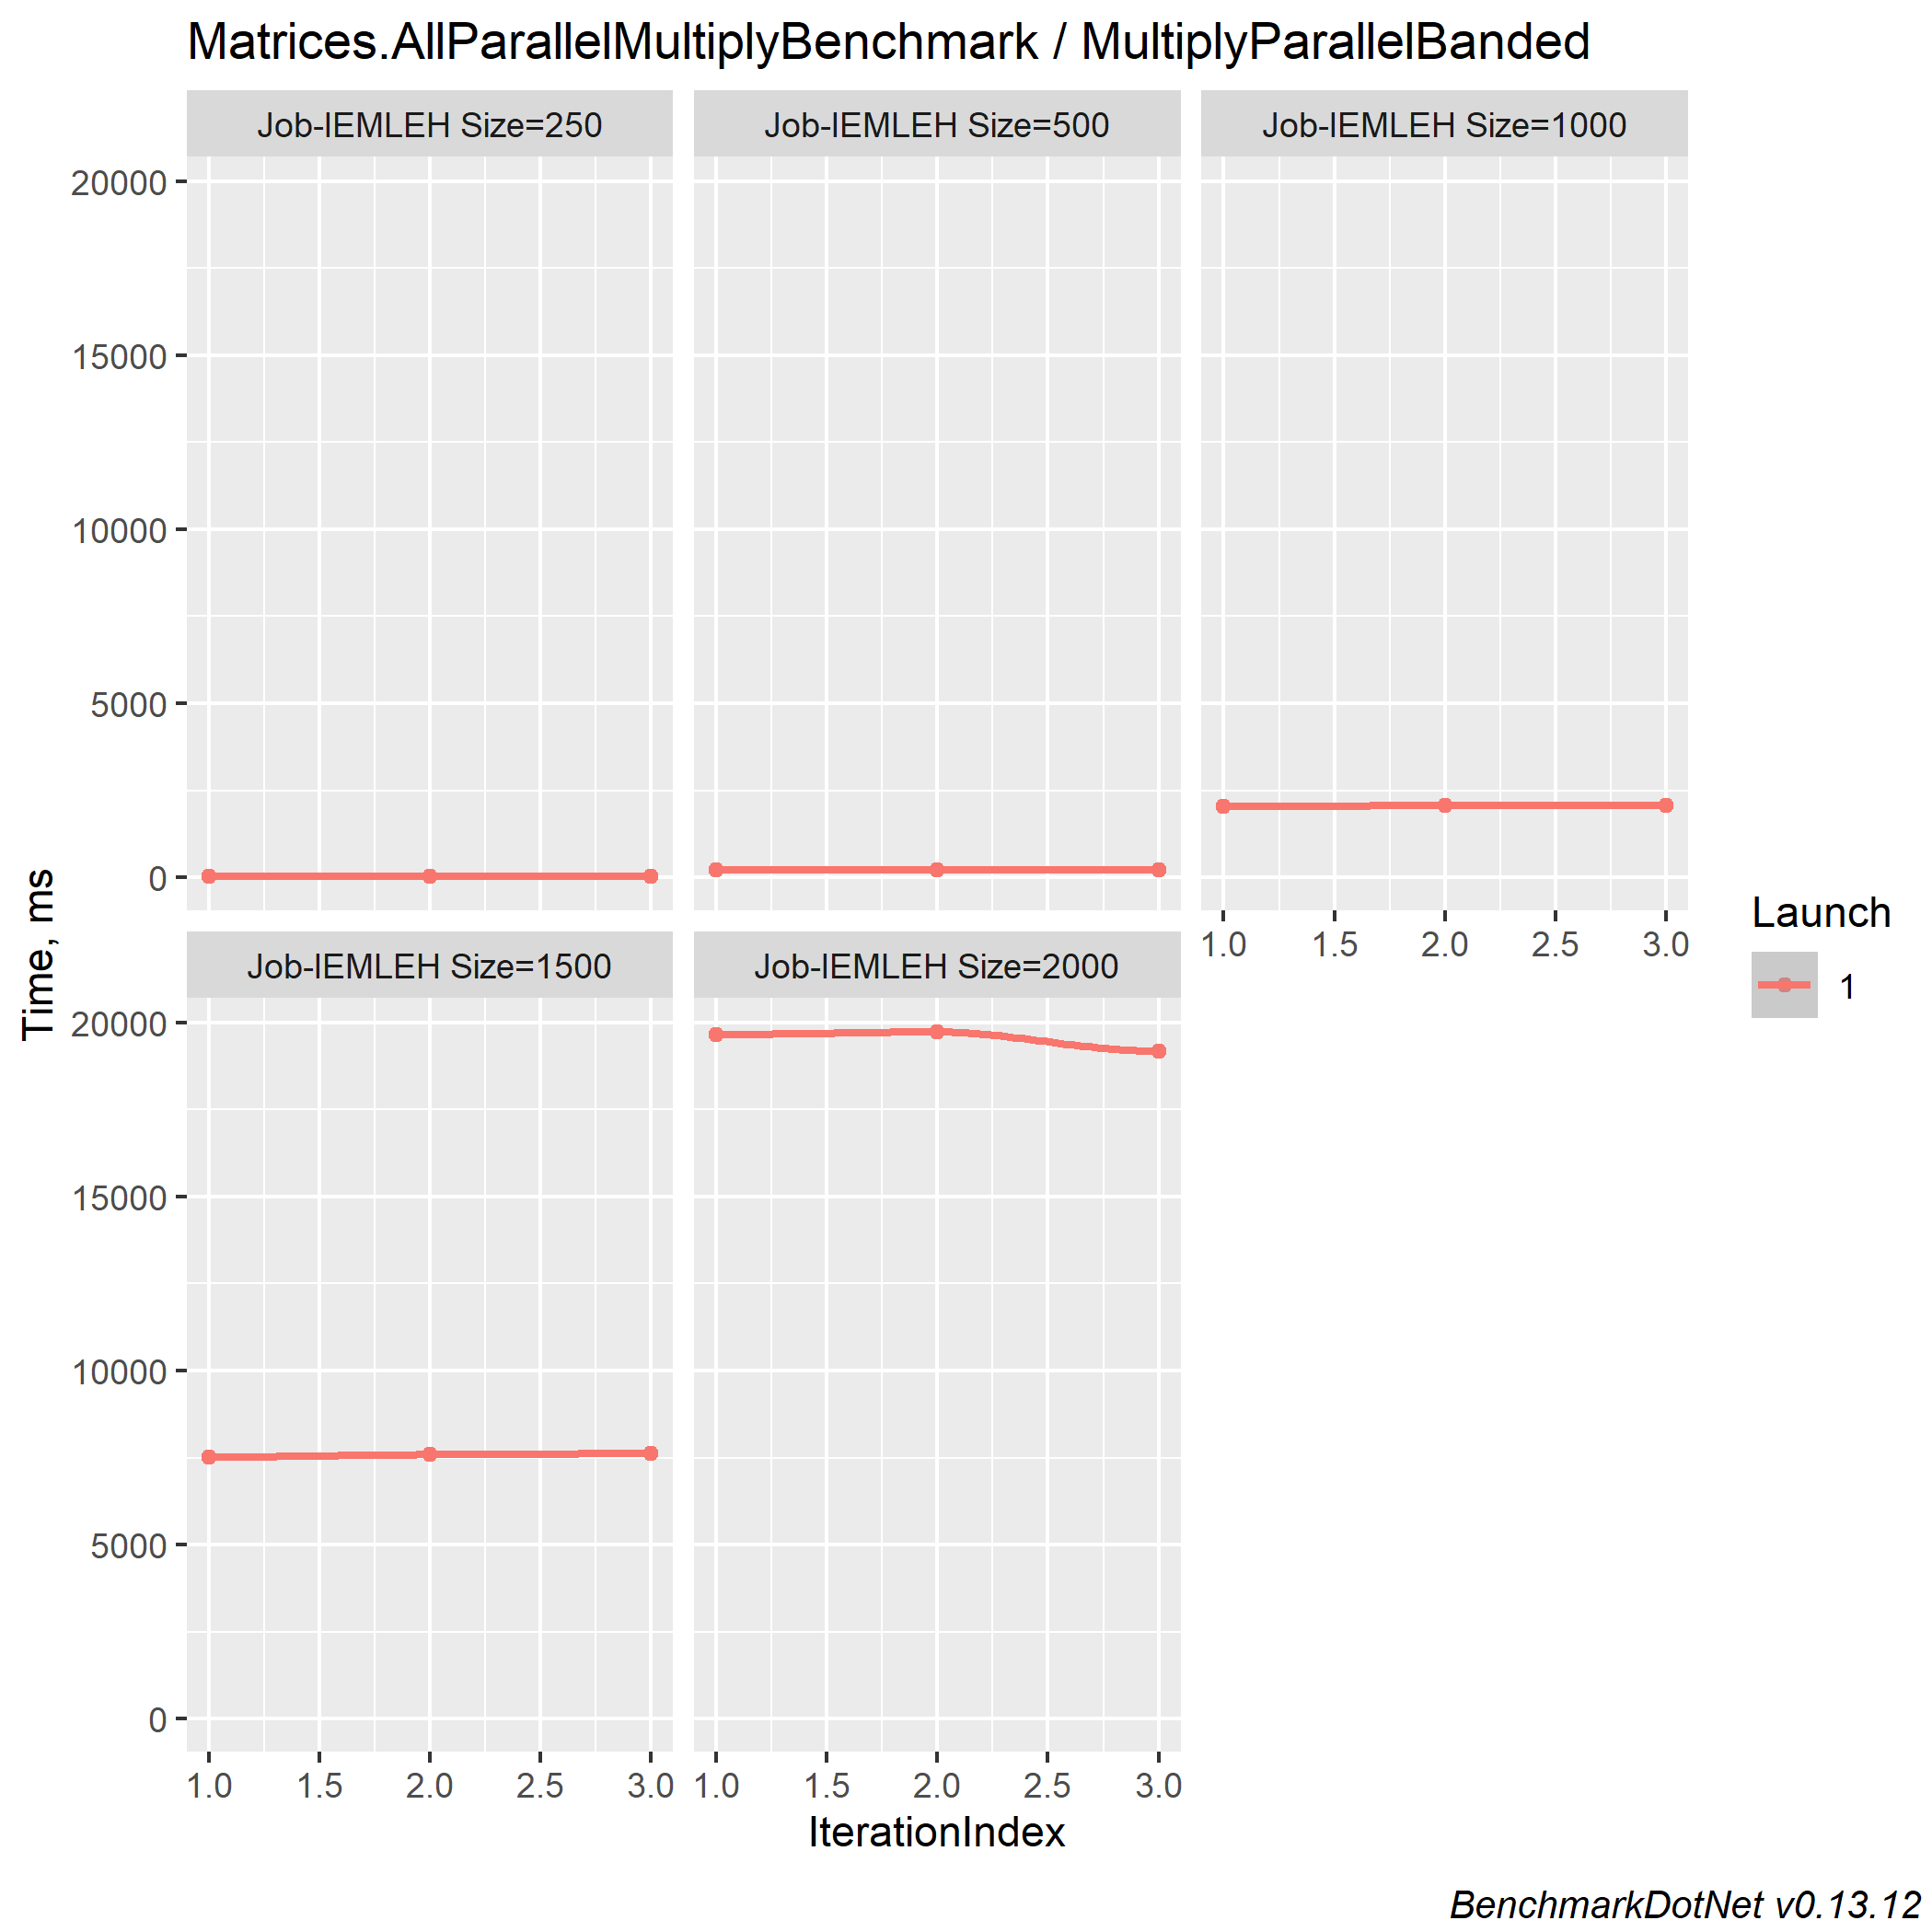 Matrices.AllParallelMultiplyBenchmark / MultiplyParallelBanded
Job-IEMLEH Size=250
Job-IEMLEH Size=500
Job-IEMLEH Size=1000
20000
15000
10000
5000
0
1.0 1.5 2.0 2.5 3.0
Job-IEMLEH Size=1500
Job-IEMLEH Size=2000
20000
15000
10000
5000
0
1.0 1.5 2.0 2.5 3.0
1.0 1.5 2.0 2.5 3.0
Time, ms
IterationIndex
Launch
1
BenchmarkDotNet v0.13.12